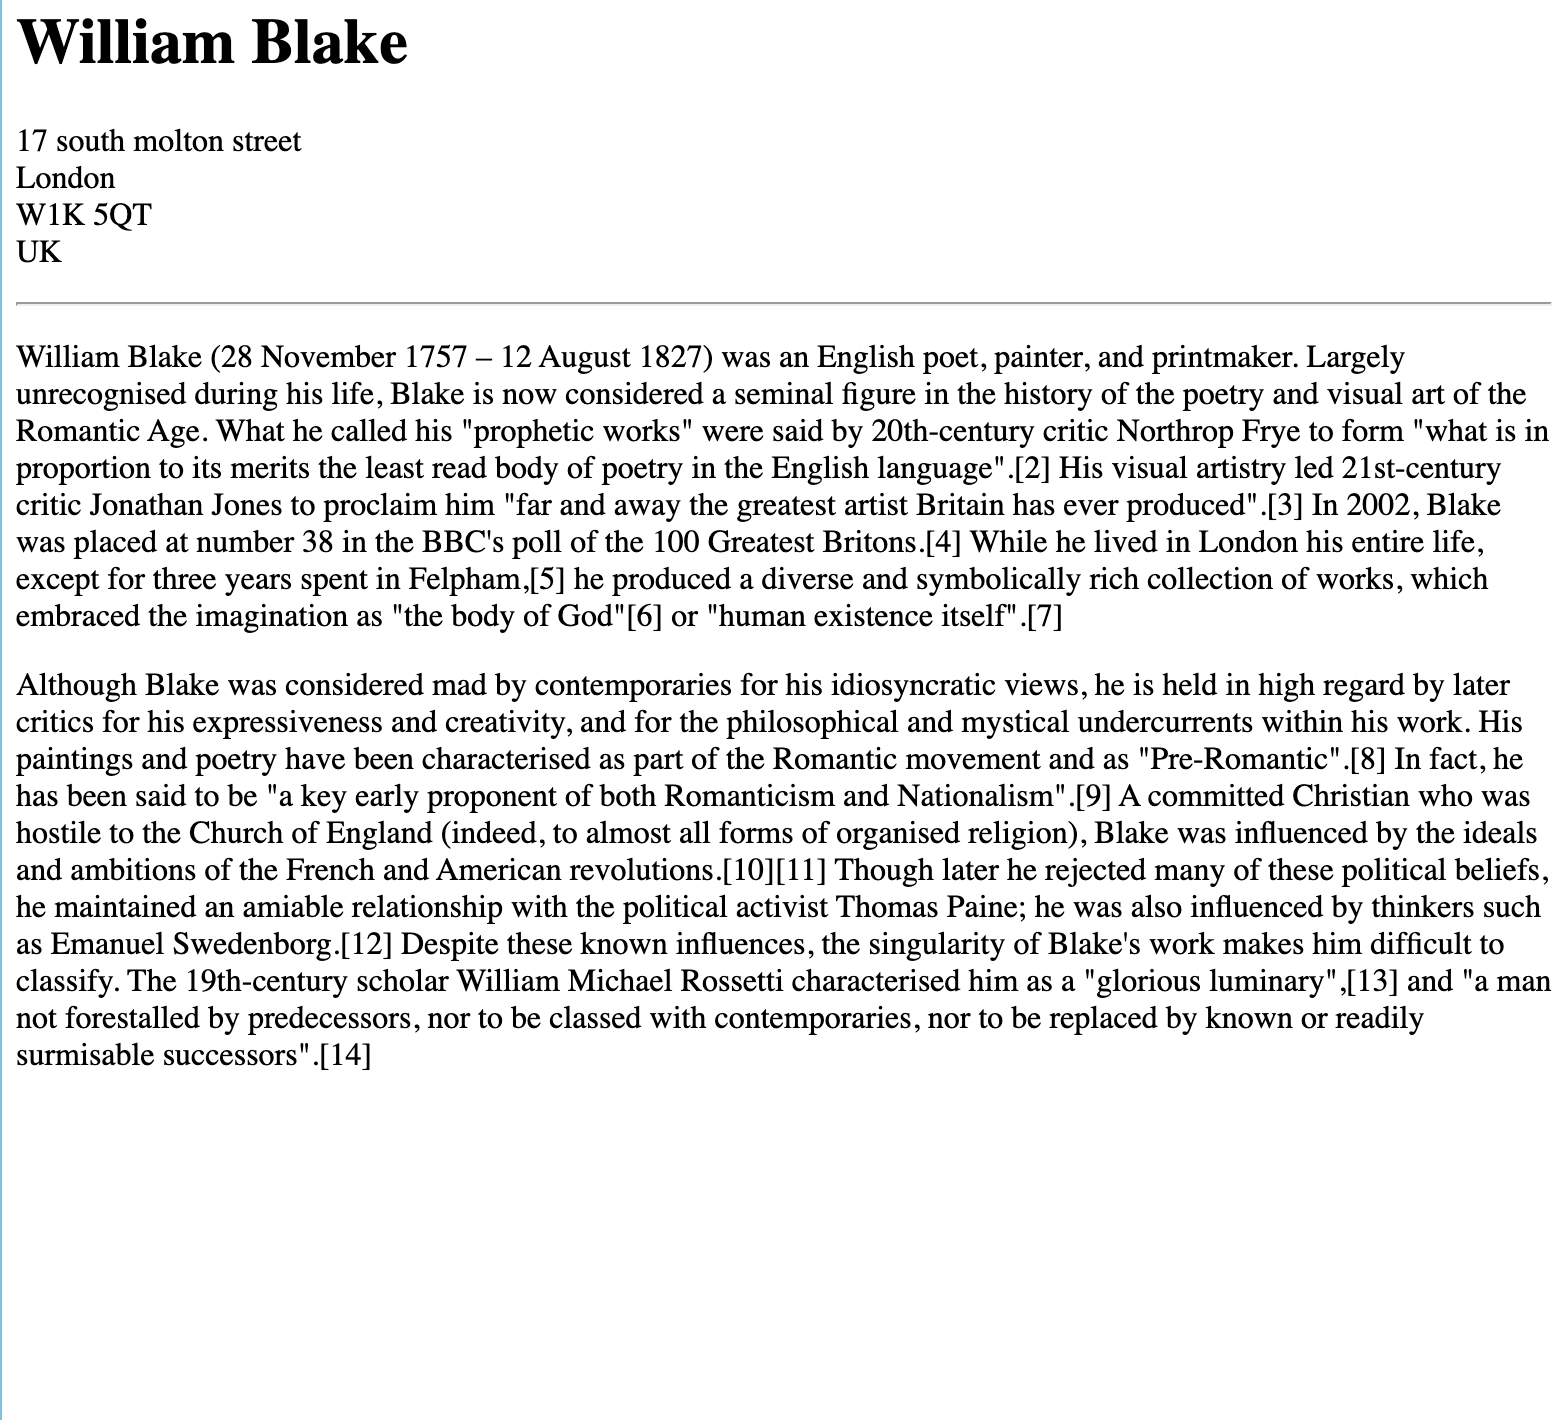 William Blake
17 south molton street
London
W1K 5QT
UK
William Blake (28 November 1757 – 12 August 1827) was an English poet, painter, and printmaker. Largely
unrecognised during his life, Blake is now considered a seminal figure in the history of the poetry and visual art of the
Romantic Age. What he called his "prophetic works" were said by 20th-century critic Northrop Frye to form "what is in
proportion to its merits the least read body of poetry in the English language".[2] His visual artistry led 21st-century
critic Jonathan Jones to proclaim him "far and away the greatest artist Britain has ever produced".[3] In 2002, Blake
was placed at number 38 in the BBC's poll of the 100 Greatest Britons.[4] While he lived in London his entire life,
except for three years spent in Felpham,[5] he produced a diverse and symbolically rich collection of works, which
embraced the imagination as "the body of God"[6] or "human existence itself".[7]
Although Blake was considered mad by contemporaries for his idiosyncratic views, he is held in high regard by later
critics for his expressiveness and creativity, and for the philosophical and mystical undercurrents within his work. His
paintings and poetry have been characterised as part of the Romantic movement and as "Pre-Romantic".[8] In fact, he
has been said to be "a key early proponent of both Romanticism and Nationalism".[9] A committed Christian who was
hostile to the Church of England (indeed, to almost all forms of organised religion), Blake was influenced by the ideals
and ambitions of the French and American revolutions.[10][11] Though later he rejected many of these political beliefs,
he maintained an amiable relationship with the political activist Thomas Paine; he was also influenced by thinkers such
as Emanuel Swedenborg.[12] Despite these known influences, the singularity of Blake's work makes him difficult to
classify. The 19th-century scholar William Michael Rossetti characterised him as a "glorious luminary",[13] and "a man
not forestalled by predecessors, nor to be classed with contemporaries, nor to be replaced by known or readily
surmisable successors".[14]